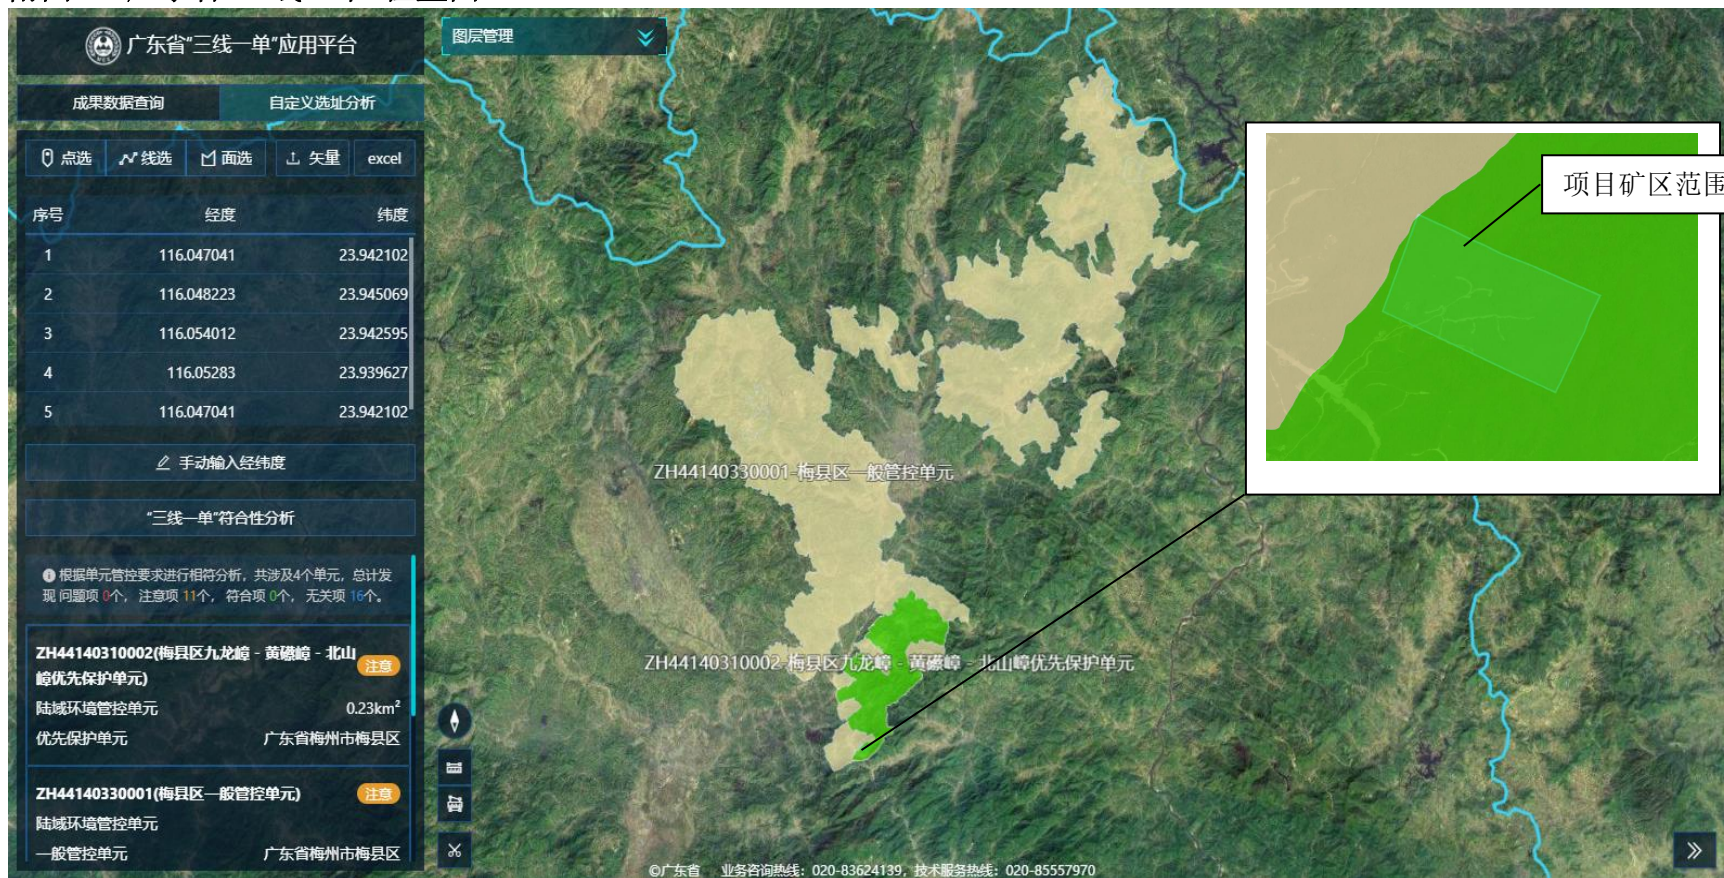 广东省"三线一单"应用平台
图层管理
成果数据查询 自定义选址分析
点选 线选 面选 矢量 excel
序号 经度 纬度
1 116.047041 23.942102
2 116.048223 23.945069
3 116.054012 23.942595
4 116.05283 23.939627
5 116.047041 23.942102
手动输入经纬度
"三线一单"符合性分析
根据单元管控要求进行相符分析，共涉及4个单元，总计发
现 问题项 0个， 注意项 11个， 符合项 0个， 无关项 16个。
ZH44140310002(梅县区九龙嶂 - 黄礤嶂 - 北山
嶂优先保护单元) 注意
陆域环境管控单元 0.23km²
优先保护单元 广东省梅州市梅县区
ZH44140330001(梅县区一般管控单元) 注意
陆域环境管控单元
一般管控单元 广东省梅州市梅县区
ZH44140330001-梅县区一般管控单元
ZH44140310002-梅县区九龙嶂 - 黄礤嶂 - 北山嶂优先保护单元
项目矿区范围
©广东省 业务咨询热线：020-83624139，技术服务热线：020-85557970